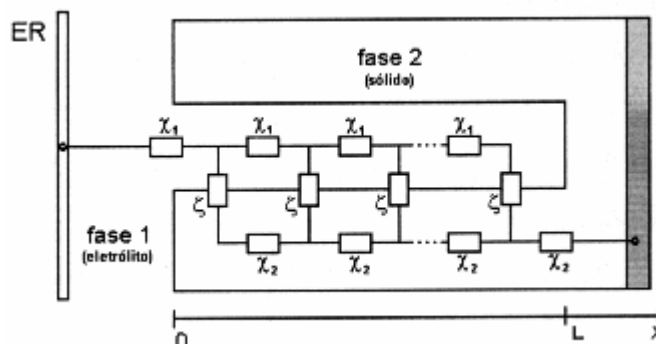 ER
fase 2
(sólido)
χ1 χ1 χ1 χ1
ζ ζ ζ ζ
fase 1
(eletrólito)
χ2 χ2 χ2 χ2
0 L x